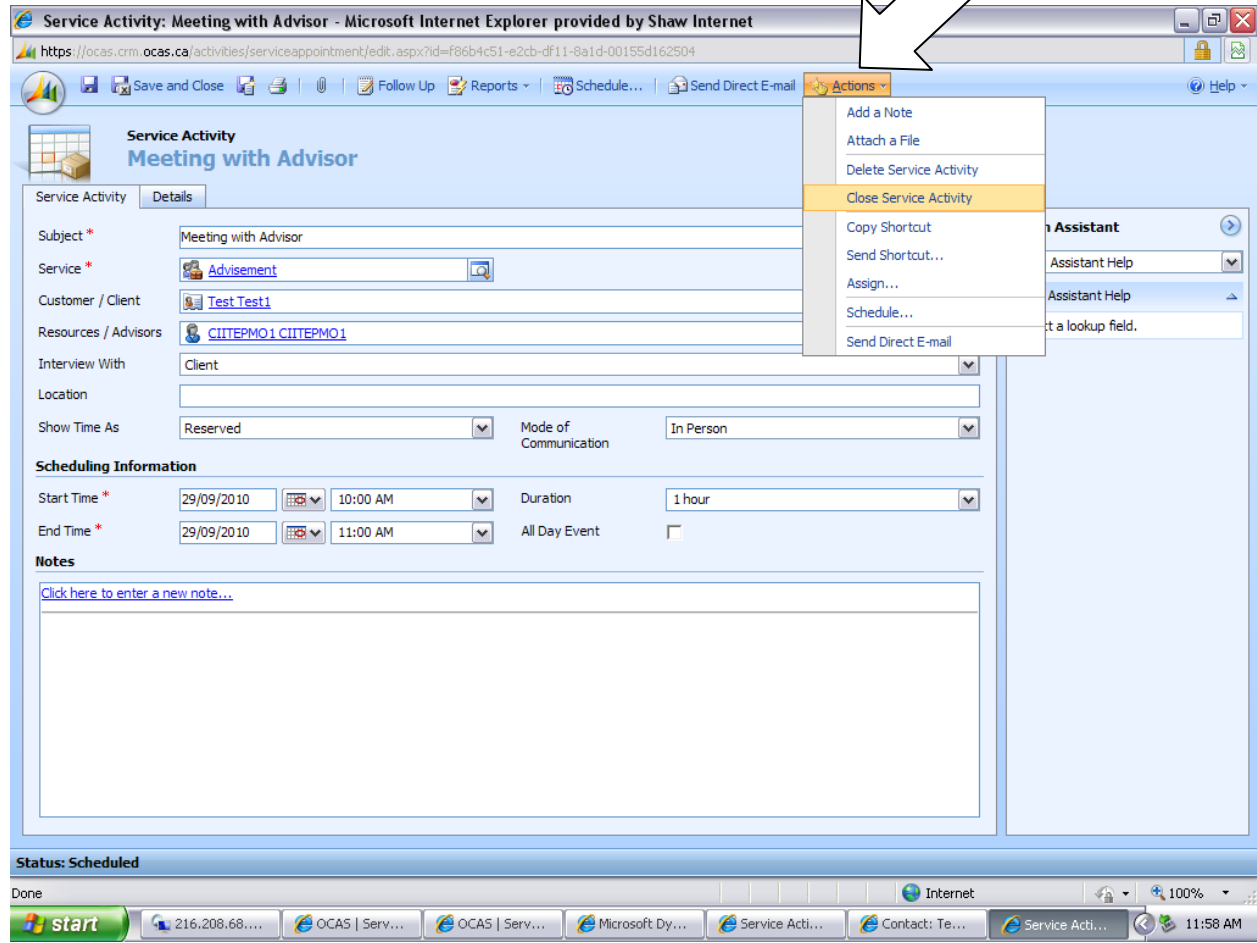 Service Activity: Meeting with Advisor - Microsoft Internet Explorer provided by Shaw Internet
https://ocas.crm.ocas.ca/activities/serviceappointment/edit.aspx?id=f86b4c51-e2cb-df11-8a1d-00155d162504
Save and Close Follow Up Reports Schedule... Send Direct E-mail Actions Help
Add a Note
Attach a File
Delete Service Activity
Close Service Activity
Copy Shortcut
Send Shortcut...
Assign...
Schedule...
Send Direct E-mail
Service Activity
Meeting with Advisor
Service Activity Details
Subject * Meeting with Advisor
Service * Advisement
Customer / Client Test Test1
Resources / Advisors CIITEPMO1 CIITEPMO1
Interview With Client
Location
Show Time As Reserved Mode of Communication In Person
Scheduling Information
Start Time * 29/09/2010 10:00 AM Duration 1 hour
End Time * 29/09/2010 11:00 AM All Day Event
Notes
Click here to enter a new note...
Assistant
Assistant Help
Assistant Help
a lookup field.
Status: Scheduled
Done Internet 100%
start 216.208.68.... OCAS | Serv... OCAS | Serv... Microsoft Dy... Service Acti... Contact: Te... Service Acti... 11:58 AM